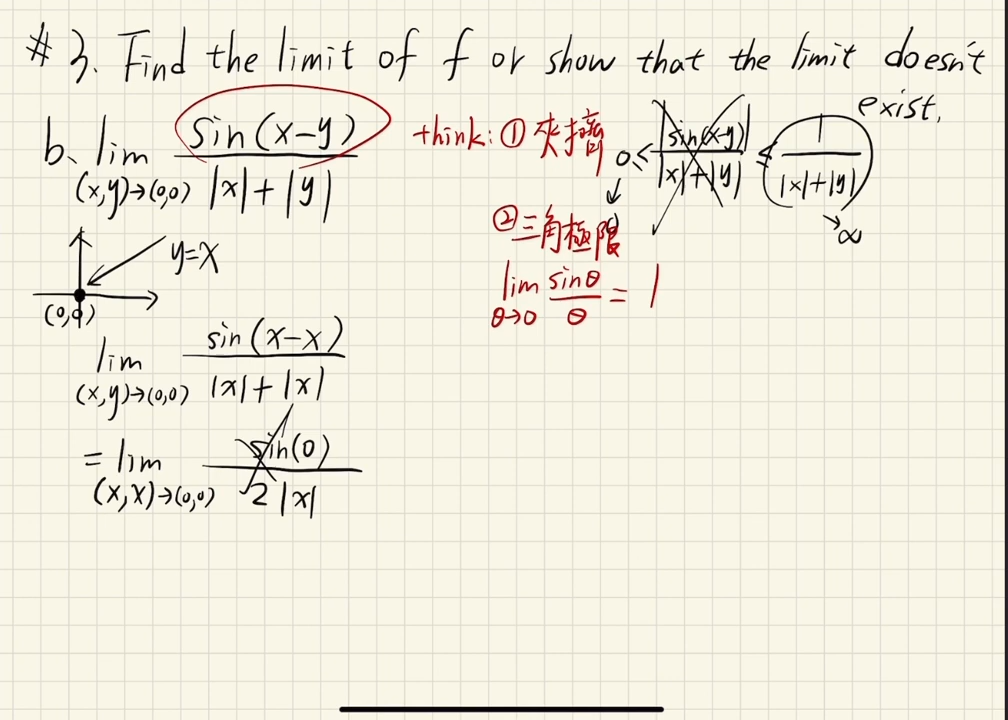 # 3. Find the limit of f or show that the limit doesn't
exist.
b. lim (x,y)→(0,0) sin(x-y) / |x|+|y|
think: ① 夾擠 0 ≤ |sin(x-y)| / |x|+|y| ≤ 1 / |x|+|y|
→∞
② 三角極限
lim θ→0 sinθ / θ = 1
y=x
(0,0)
lim (x,y)→(0,0) sin(x-x) / |x|+|x|
= lim (x,x)→(0,0) sin(0) / 2|x|